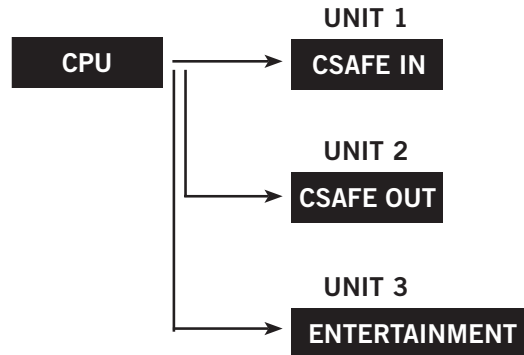 UNIT 1
CPU
CSAFE IN
UNIT 2
CSAFE OUT
UNIT 3
ENTERTAINMENT